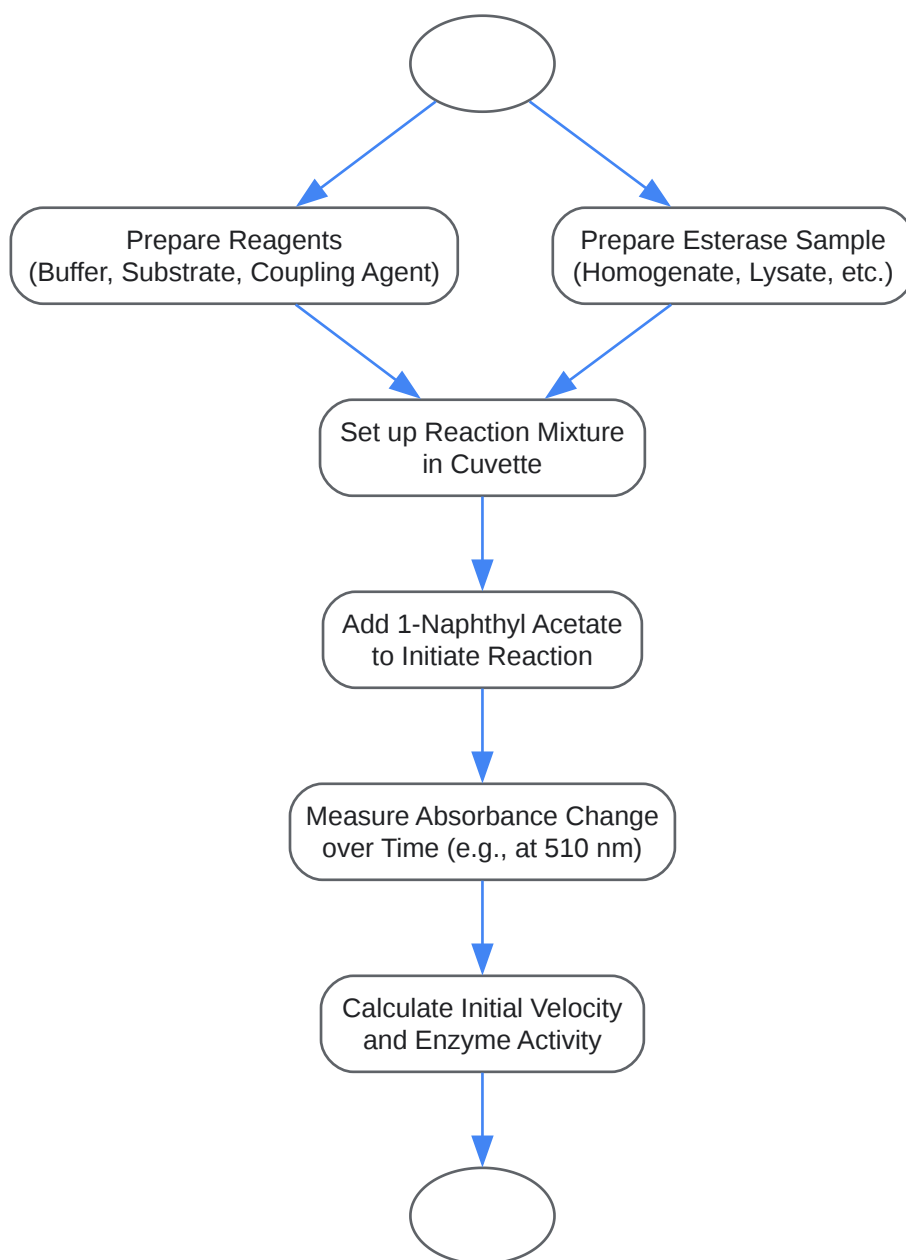 Prepare Reagents
(Buffer, Substrate, Coupling Agent)
Prepare Esterase Sample
(Homogenate, Lysate, etc.)
Set up Reaction Mixture
in Cuvette
Add 1-Naphthyl Acetate
to Initiate Reaction
Measure Absorbance Change
over Time (e.g., at 510 nm)
Calculate Initial Velocity
and Enzyme Activity